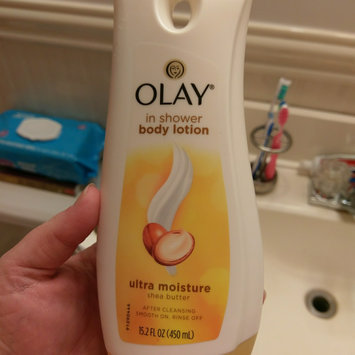 OLAY®
in shower
body lotion
ultra moisture
shea butter
AFTER CLEANSING
SMOOTH ON. RINSE OFF
15.2 FL OZ (450 mL)